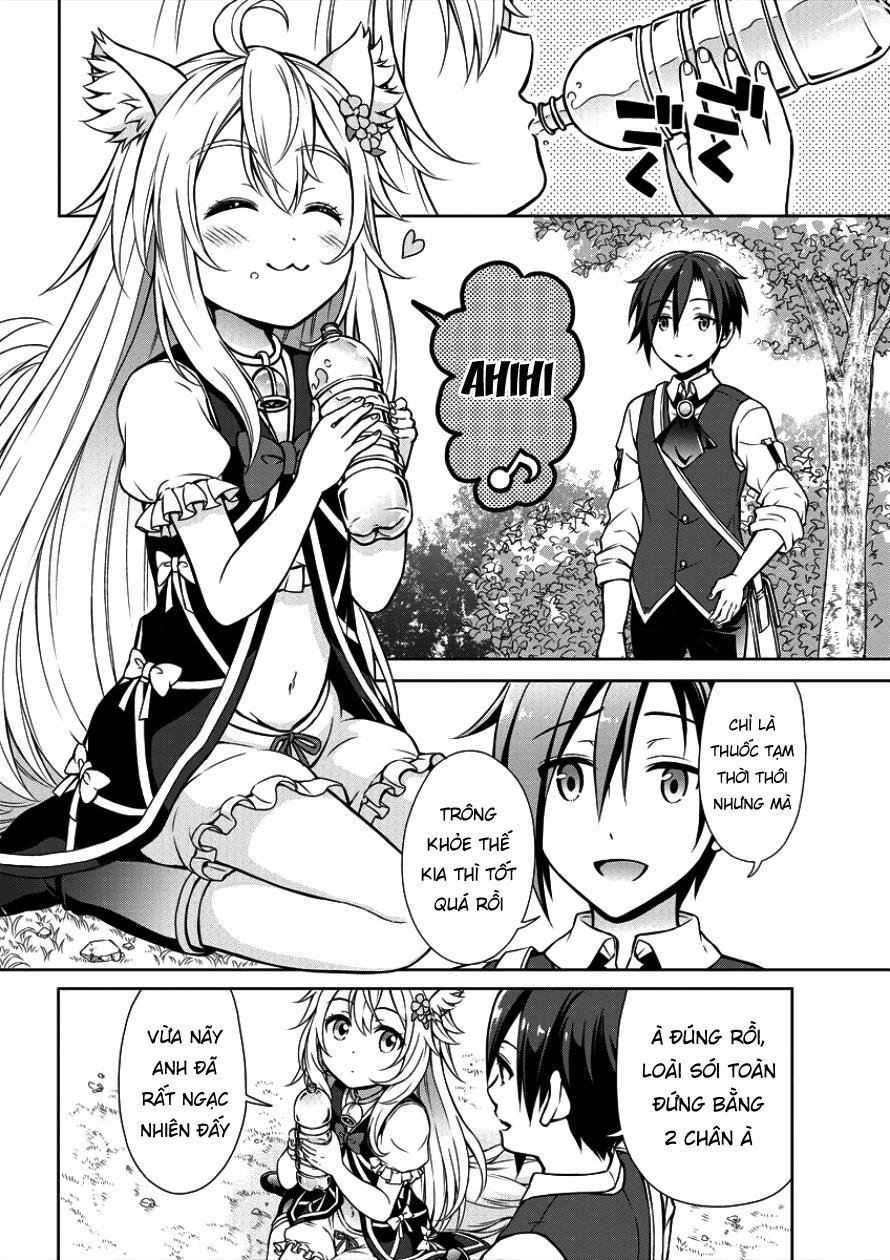 ごく
ごく
AHIHI
CHỈ LÀ
THUỐC TẠM
THỜI THÔI
NHƯNG MÀ
TRÔNG
KHỎE THẾ
KIA THÌ TỐT
QUÁ RỒI
À ĐÚNG RỒI,
LOÀI SÓI TOÀN
ĐỨNG BẰNG
2 CHÂN À
VỪA NÃY
ANH ĐÃ
RẤT NGẠC
NHIÊN ĐẤY